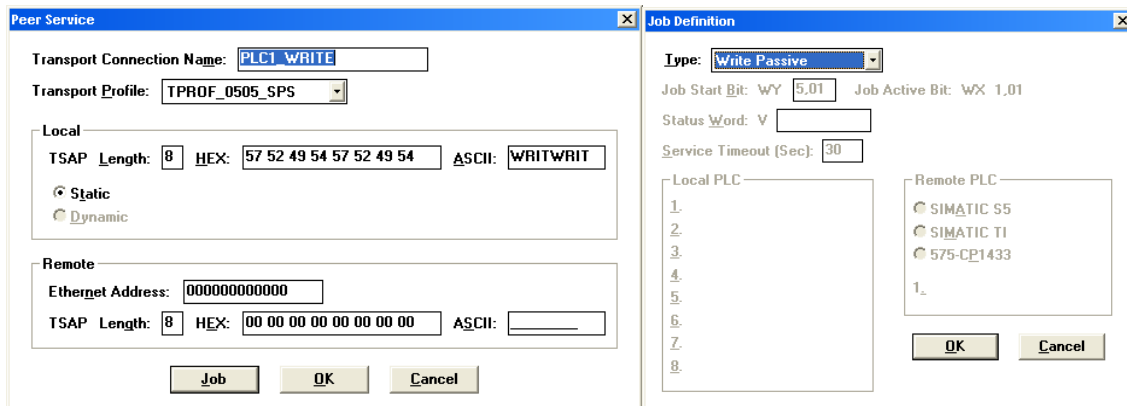 Peer Service
Transport Connection Name: PLC1_WRITE
Transport Profile: TPROF_0505_SPS
Local
TSAP Length: 8 HEX: 57 52 49 54 57 52 49 54 ASCII: WRITWRIT
Static
Dynamic
Remote
Ethernet Address: 000000000000
TSAP Length: 8 HEX: 00 00 00 00 00 00 00 00 ASCII: ________
Job OK Cancel
Job Definition
Type: Write Passive
Job Start Bit: WY 5,01 Job Active Bit: WX 1,01
Status Word: V
Service Timeout (Sec): 30
Local PLC
1.
2.
3.
4.
5.
6.
7.
8.
Remote PLC
SIMATIC S5
SIMATIC TI
575-CP1433
1.
OK Cancel